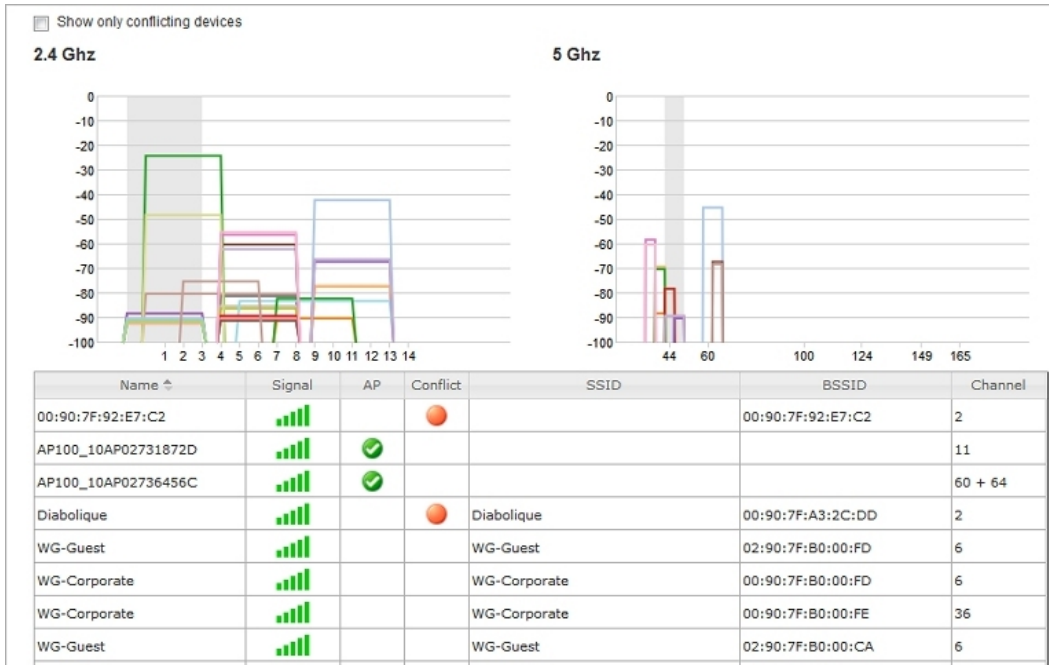 Show only conflicting devices
2.4 Ghz
5 Ghz
0
-10
-20
-30
-40
-50
-60
-70
-80
-90
-100
1 2 3 4 5 6 7 8 9 10 11 12 13 14
0
-10
-20
-30
-40
-50
-60
-70
-80
-90
-100
44 60 100 124 149 165
Name Signal AP Conflict SSID BSSID Channel
00:90:7F:92:E7:C2 00:90:7F:92:E7:C2 2
AP100_10AP02731872D 11
AP100_10AP02736456C 60 + 64
Diabolique Diabolique 00:90:7F:A3:2C:DD 2
WG-Guest WG-Guest 02:90:7F:B0:00:FD 6
WG-Corporate WG-Corporate 00:90:7F:B0:00:FD 6
WG-Corporate WG-Corporate 00:90:7F:B0:00:FE 36
WG-Guest WG-Guest 02:90:7F:B0:00:CA 6